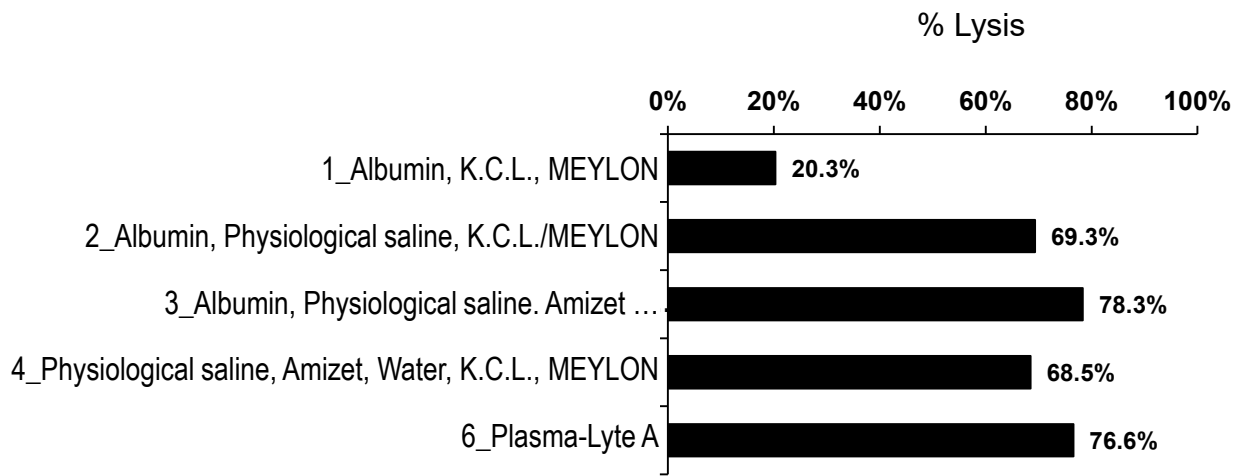 % Lysis
0% 20% 40% 60% 80% 100%
1_Albumin, K.C.L., MEYLON 20.3%
2_Albumin, Physiological saline, K.C.L./MEYLON 69.3%
3_Albumin, Physiological saline. Amizet … 78.3%
4_Physiological saline, Amizet, Water, K.C.L., MEYLON 68.5%
6_Plasma-Lyte A 76.6%